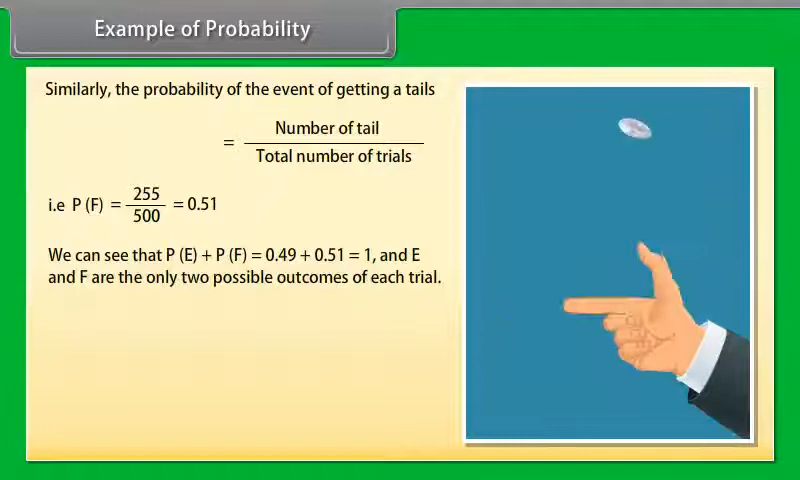 Example of Probability
Similarly, the probability of the event of getting a tails
= Number of tail / Total number of trials
i.e P (F) = 255 / 500 = 0.51
We can see that P (E) + P (F) = 0.49 + 0.51 = 1, and E
and F are the only two possible outcomes of each trial.